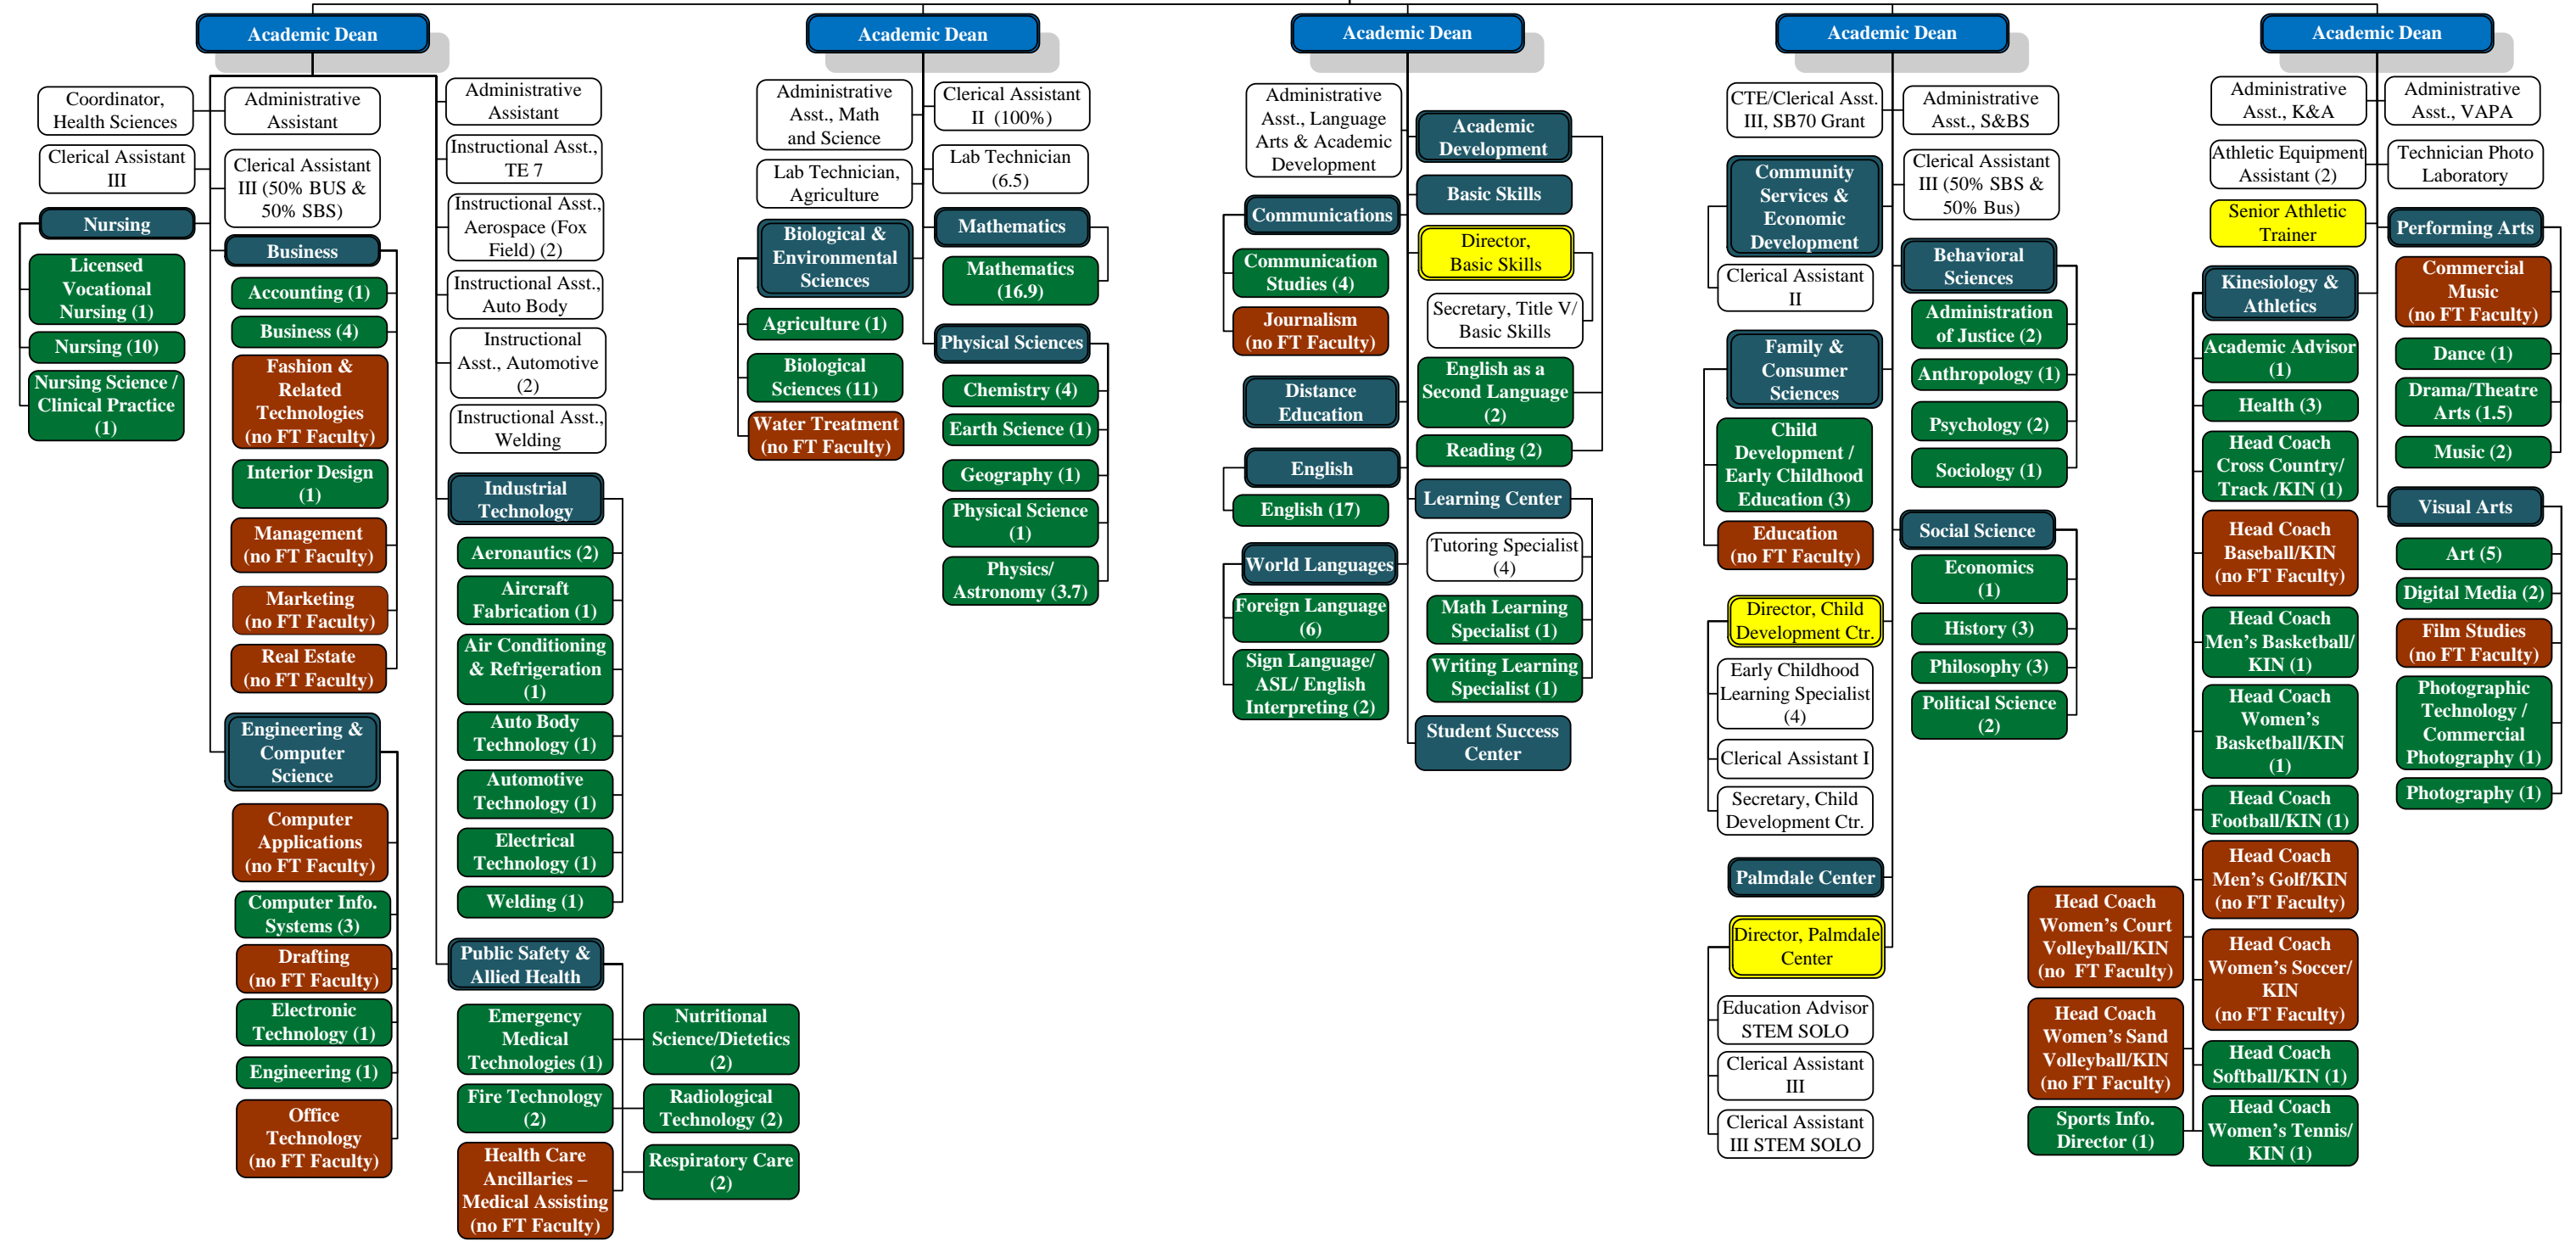 Academic Dean
Coordinator,
Health Sciences
Administrative
Assistant
Clerical Assistant
III
Clerical Assistant
III (50% BUS &
50% SBS)
Nursing
Licensed
Vocational
Nursing (1)
Nursing (10)
Nursing Science /
Clinical Practice
(1)
Business
Accounting (1)
Business (4)
Fashion &
Related
Technologies
(no FT Faculty)
Interior Design
(1)
Management
(no FT Faculty)
Marketing
(no FT Faculty)
Real Estate
(no FT Faculty)
Engineering &
Computer
Science
Computer
Applications
(no FT Faculty)
Computer Info.
Systems (3)
Drafting
(no FT Faculty)
Electronic
Technology (1)
Engineering (1)
Office
Technology
(no FT Faculty)
Administrative
Assistant
Instructional Asst.,
TE 7
Instructional Asst.,
Aerospace (Fox
Field) (2)
Instructional Asst.,
Auto Body
Instructional
Asst., Automotive
(2)
Instructional Asst.,
Welding
Industrial
Technology
Aeronautics (2)
Aircraft
Fabrication (1)
Air Conditioning
& Refrigeration
(1)
Auto Body
Technology (1)
Automotive
Technology (1)
Electrical
Technology (1)
Welding (1)
Public Safety &
Allied Health
Emergency
Medical
Technologies (1)
Nutritional
Science/Dietetics
(2)
Fire Technology
(2)
Radiological
Technology (2)
Health Care
Ancillaries –
Medical Assisting
(no FT Faculty)
Respiratory Care
(2)
Academic Dean
Administrative
Asst., Math
and Science
Clerical Assistant
II (100%)
Lab Technician,
Agriculture
Lab Technician
(6.5)
Biological &
Environmental
Sciences
Agriculture (1)
Biological
Sciences (11)
Water Treatment
(no FT Faculty)
Mathematics
Mathematics
(16.9)
Physical Sciences
Chemistry (4)
Earth Science (1)
Geography (1)
Physical Science
(1)
Physics/
Astronomy (3.7)
Academic Dean
Administrative
Asst., Language
Arts & Academic
Development
Communications
Communication
Studies (4)
Journalism
(no FT Faculty)
Distance
Education
English
English (17)
World Languages
Foreign Language
(6)
Sign Language/
ASL/ English
Interpreting (2)
Academic
Development
Basic Skills
Director,
Basic Skills
Secretary, Title V/
Basic Skills
English as a
Second Language
(2)
Reading (2)
Learning Center
Tutoring Specialist
(4)
Math Learning
Specialist (1)
Writing Learning
Specialist (1)
Student Success
Center
Academic Dean
CTE/Clerical Asst.
III, SB70 Grant
Administrative
Asst., S&BS
Community
Services &
Economic
Development
Clerical Assistant
II
Family &
Consumer
Sciences
Child
Development /
Early Childhood
Education (3)
Education
(no FT Faculty)
Director, Child
Development Ctr.
Early Childhood
Learning Specialist
(4)
Clerical Assistant I
Secretary, Child
Development Ctr.
Palmdale Center
Director, Palmdale
Center
Education Advisor
STEM SOLO
Clerical Assistant
III
Clerical Assistant
III STEM SOLO
Clerical Assistant
III (50% SBS &
50% Bus)
Behavioral
Sciences
Administration
of Justice (2)
Anthropology (1)
Psychology (2)
Sociology (1)
Social Science
Economics
(1)
History (3)
Philosophy (3)
Political Science
(2)
Academic Dean
Administrative
Asst., K&A
Administrative
Asst., VAPA
Athletic Equipment
Assistant (2)
Technician Photo
Laboratory
Senior Athletic
Trainer
Kinesiology &
Athletics
Academic Advisor
(1)
Health (3)
Head Coach
Cross Country/
Track /KIN (1)
Head Coach
Baseball/KIN
(no FT Faculty)
Head Coach
Men’s Basketball/
KIN (1)
Head Coach
Women’s
Basketball/KIN
(1)
Head Coach
Football/KIN (1)
Head Coach
Men’s Golf/KIN
(no FT Faculty)
Head Coach
Women’s Court
Volleyball/KIN
(no FT Faculty)
Head Coach
Women’s Soccer/
KIN
(no FT Faculty)
Head Coach
Women’s Sand
Volleyball/KIN
(no FT Faculty)
Head Coach
Softball/KIN (1)
Sports Info.
Director (1)
Head Coach
Women’s Tennis/
KIN (1)
Performing Arts
Commercial
Music
(no FT Faculty)
Dance (1)
Drama/Theatre
Arts (1.5)
Music (2)
Visual Arts
Art (5)
Digital Media (2)
Film Studies
(no FT Faculty)
Photographic
Technology /
Commercial
Photography (1)
Photography (1)